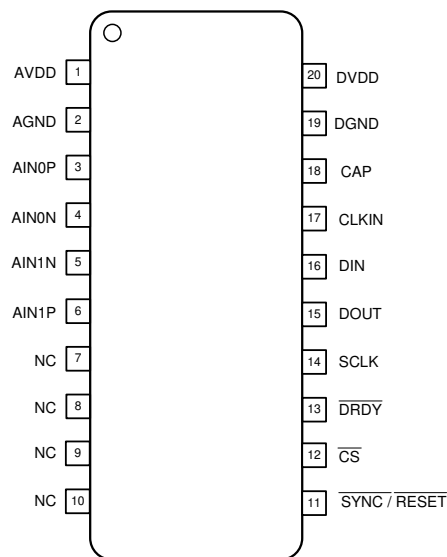 AVDD 1
AGND 2
AIN0P 3
AIN0N 4
AIN1N 5
AIN1P 6
NC 7
NC 8
NC 9
NC 10
20 DVDD
19 DGND
18 CAP
17 CLKIN
16 DIN
15 DOUT
14 SCLK
13 DRDY
12 CS
11 SYNC / RESET